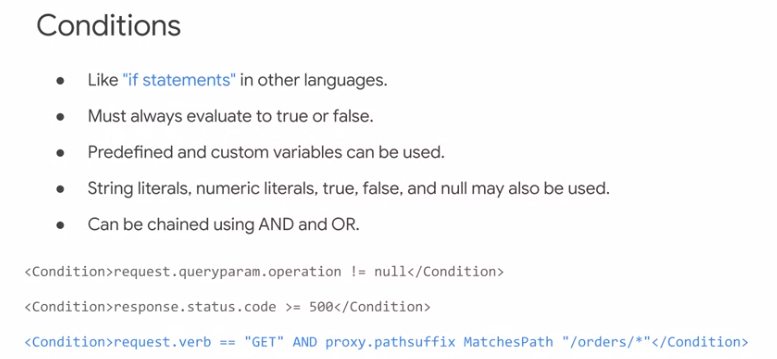 Conditions
● Like "if statements" in other languages.
● Must always evaluate to true or false.
● Predefined and custom variables can be used.
● String literals, numeric literals, true, false, and null may also be used.
● Can be chained using AND and OR.
<Condition>request.queryparam.operation != null</Condition>
<Condition>response.status.code >= 500</Condition>
<Condition>request.verb == "GET" AND proxy.pathsuffix MatchesPath "/orders/*"</Condition>